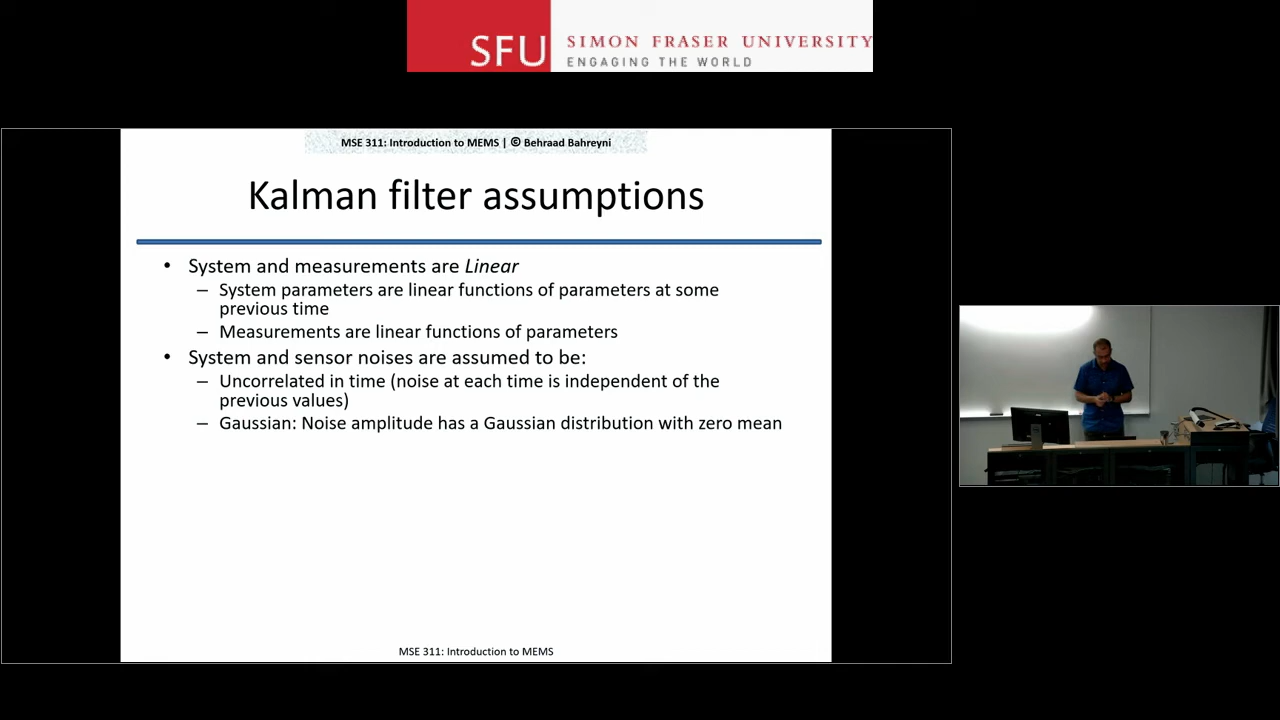 SFU SIMON FRASER UNIVERSITY
ENGAGING THE WORLD
MSE 311: Introduction to MEMS | © Behraad Bahreyni
Kalman filter assumptions
• System and measurements are Linear
– System parameters are linear functions of parameters at some
previous time
– Measurements are linear functions of parameters
• System and sensor noises are assumed to be:
– Uncorrelated in time (noise at each time is independent of the
previous values)
– Gaussian: Noise amplitude has a Gaussian distribution with zero mean
MSE 311: Introduction to MEMS